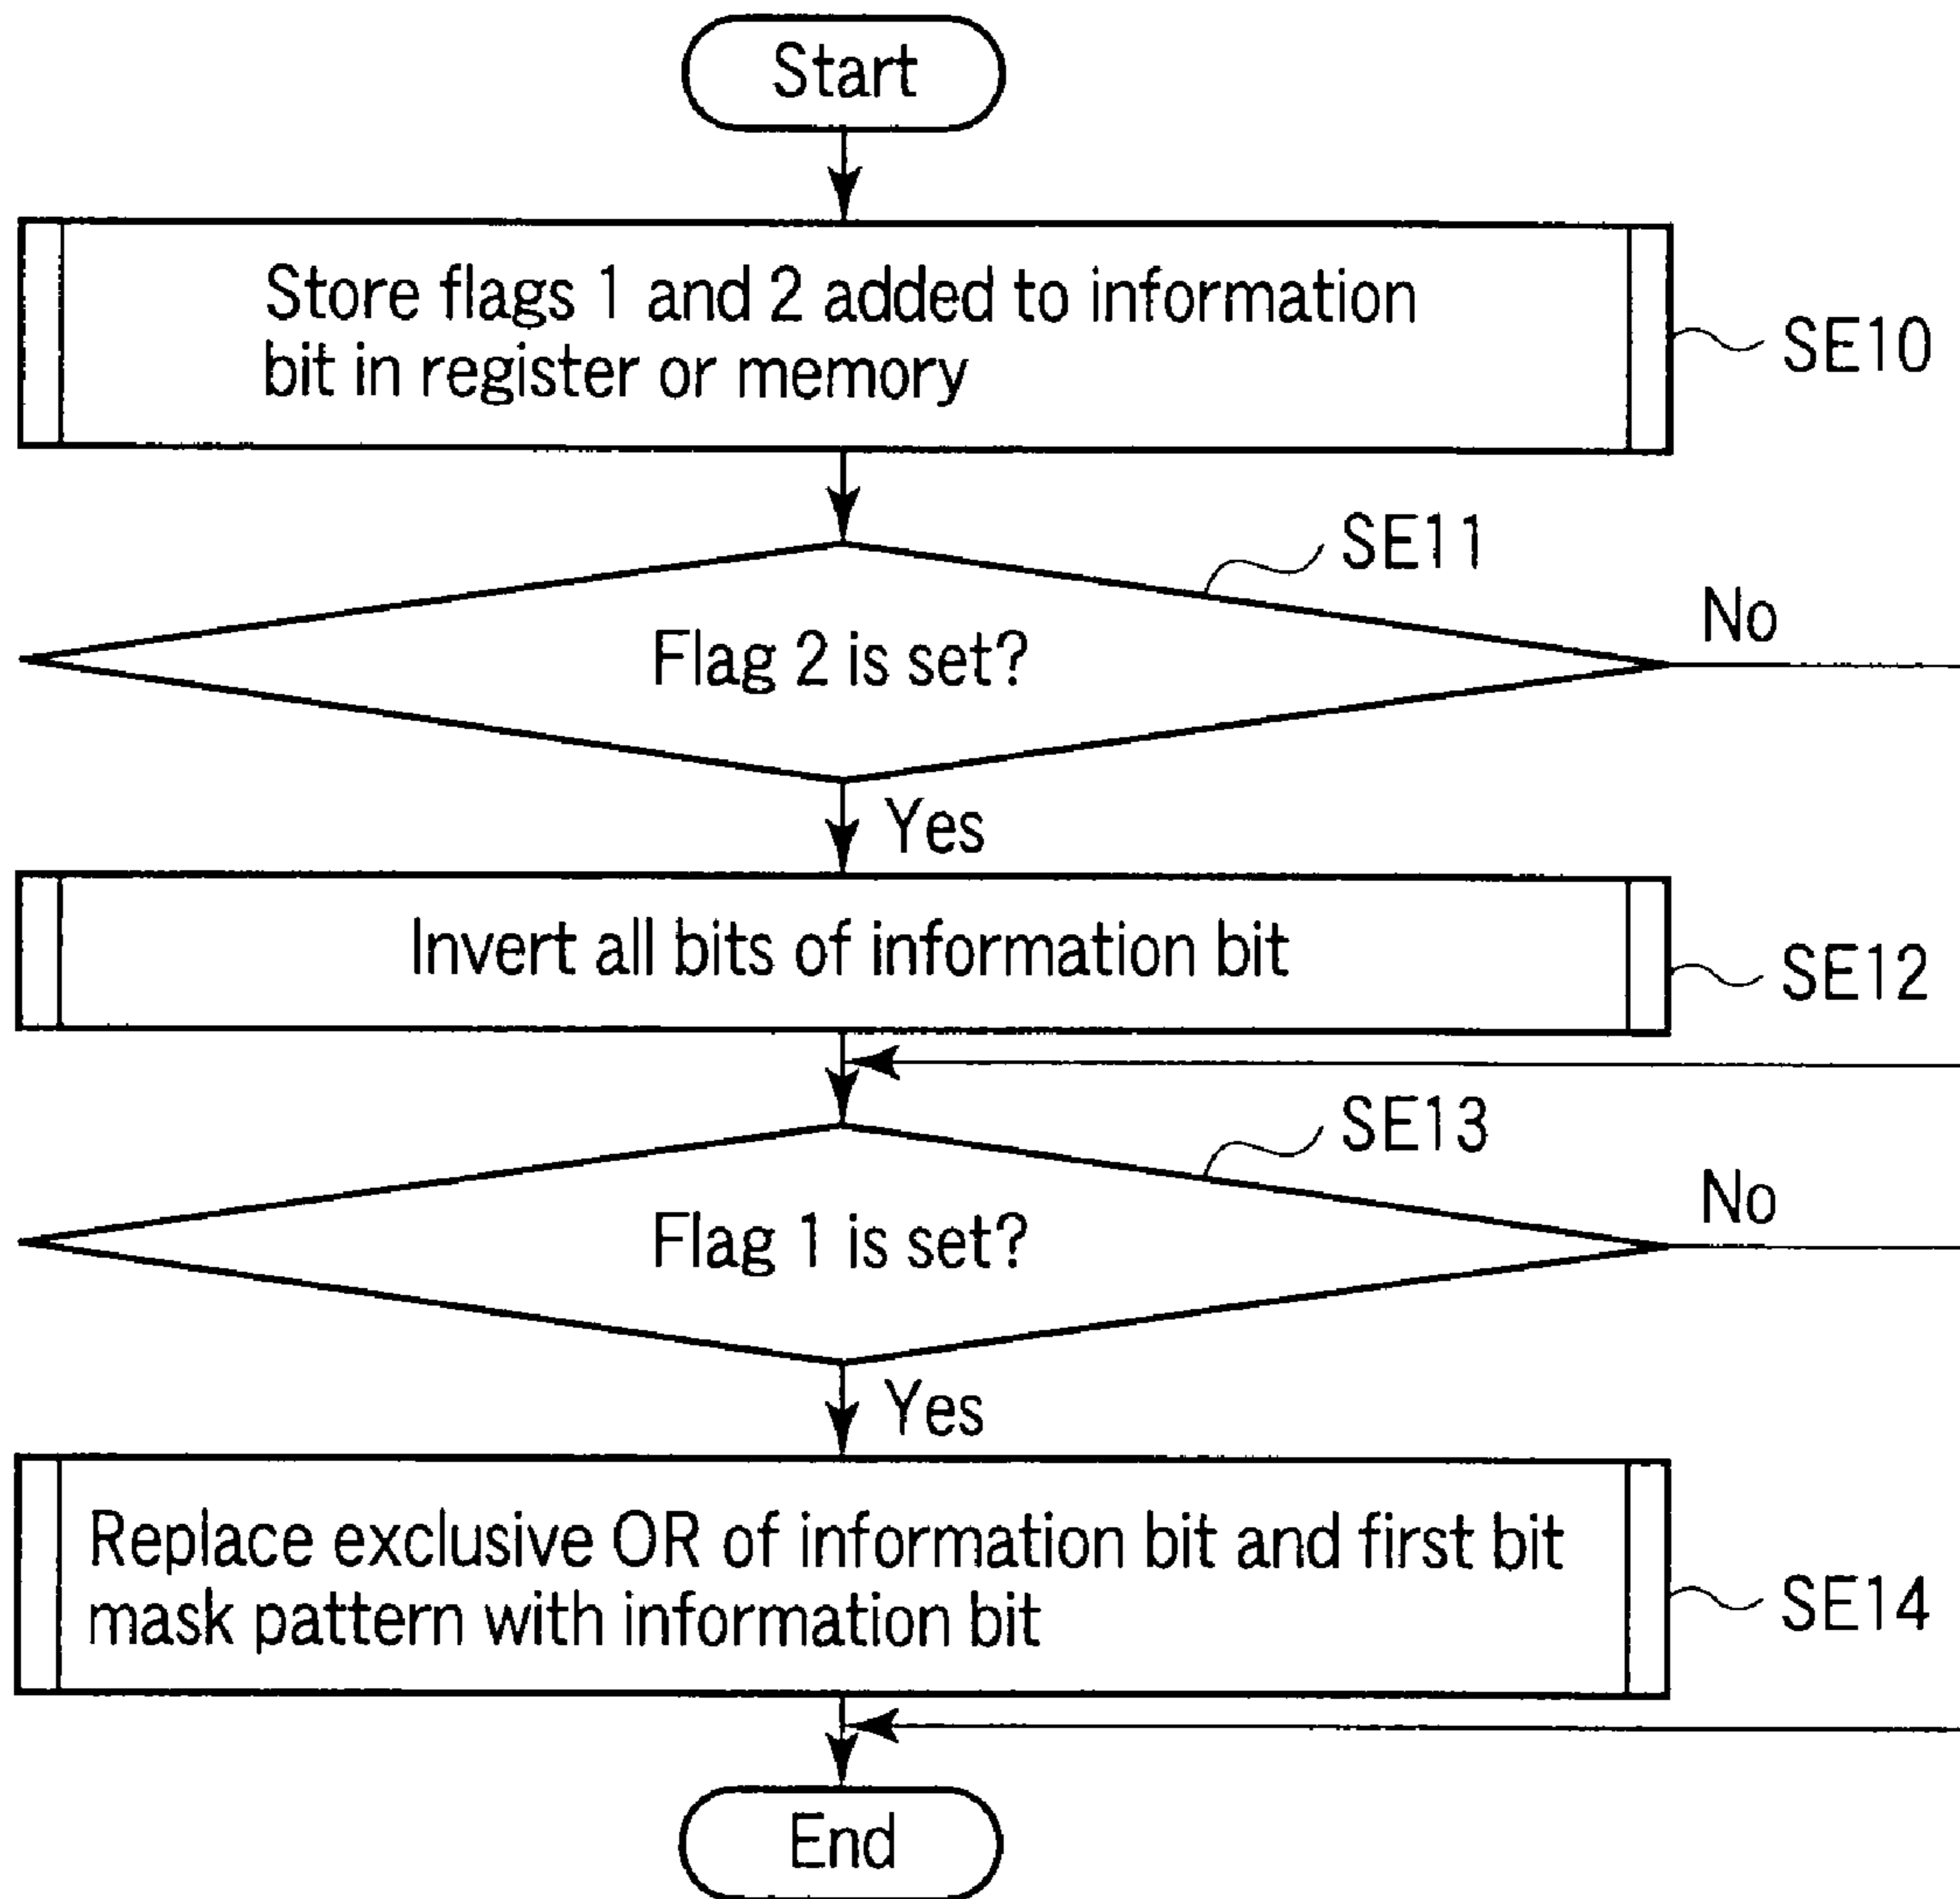 Start
Store flags 1 and 2 added to information
bit in register or memory
SE10
SE11
No
Flag 2 is set?
Yes
Invert all bits of information bit
SE12
SE13
No
Flag 1 is set?
Yes
Replace exclusive OR of information bit and first bit
mask pattern with information bit
SE14
End